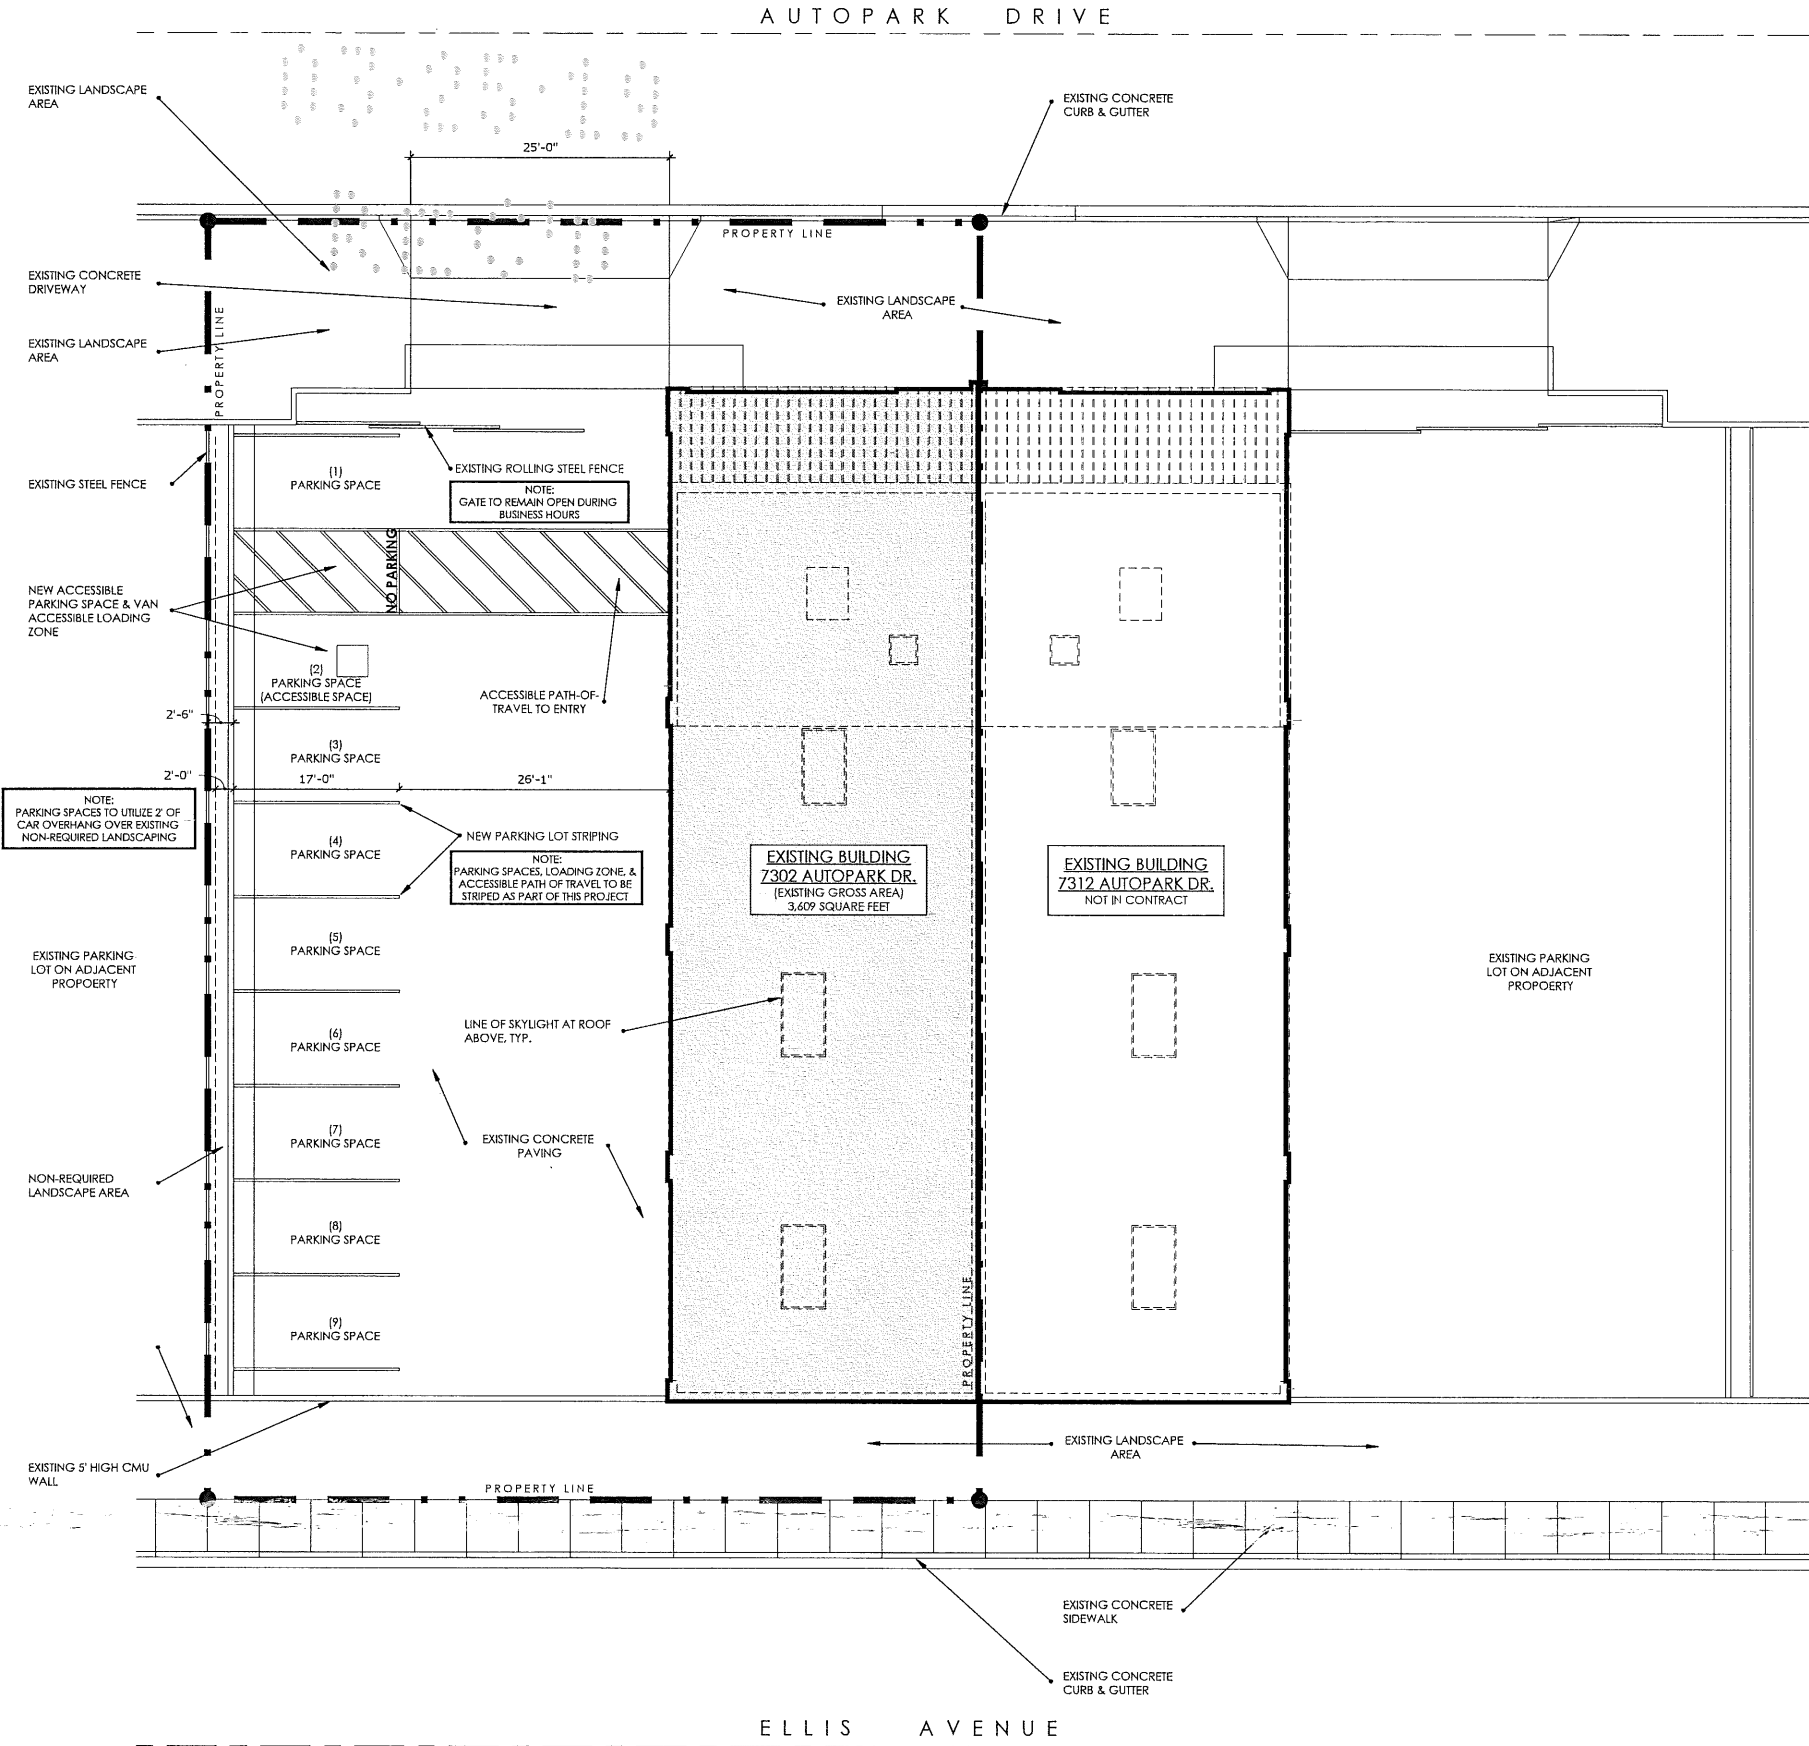 AUTOPARK DRIVE
EXISTING LANDSCAPE
AREA
EXISTNG CONCRETE
CURB & GUTTER
25'-0"
PROPERTY LINE
EXISTING CONCRETE
DRIVEWAY
EXISTING LANDSCAPE
AREA
PROPERTY LINE
EXISTING LANDSCAPE
AREA
EXISTING STEEL FENCE
(1)
PARKING SPACE
EXISTING ROLLING STEEL FENCE
NOTE:
GATE TO REMAIN OPEN DURING
BUSINESS HOURS
NO PARKING
NEW ACCESSIBLE
PARKING SPACE & VAN
ACCESSIBLE LOADING
ZONE
(2)
PARKING SPACE
(ACCESSIBLE SPACE)
ACCESSIBLE PATH-OF-
TRAVEL TO ENTRY
2'-6"
(3)
PARKING SPACE
2'-0"
17'-0"
26'-1"
NOTE:
PARKING SPACES TO UTILIZE 2' OF
CAR OVERHANG OVER EXISTING
NON-REQUIRED LANDSCAPING
(4)
PARKING SPACE
NEW PARKING LOT STRIPING
NOTE:
PARKING SPACES, LOADING ZONE, &
ACCESSIBLE PATH OF TRAVEL TO BE
STRIPED AS PART OF THIS PROJECT
EXISTING BUILDING
7302 AUTOPARK DR.
(EXISTING GROSS AREA)
3,609 SQUARE FEET
EXISTING BUILDING
7312 AUTOPARK DR.
NOT IN CONTRACT
EXISTING PARKING
LOT ON ADJACENT
PROPOERTY
(5)
PARKING SPACE
EXISTING PARKING
LOT ON ADJACENT
PROPOERTY
(6)
PARKING SPACE
LINE OF SKYLIGHT AT ROOF
ABOVE, TYP.
(7)
PARKING SPACE
EXISTING CONCRETE
PAVING
NON-REQUIRED
LANDSCAPE AREA
(8)
PARKING SPACE
(9)
PARKING SPACE
PROPERTY LINE
EXISTING LANDSCAPE
AREA
EXISTING 5' HIGH CMU
WALL
PROPERTY LINE
EXISTNG CONCRETE
SIDEWALK
EXISTNG CONCRETE
CURB & GUTTER
ELLIS AVENUE